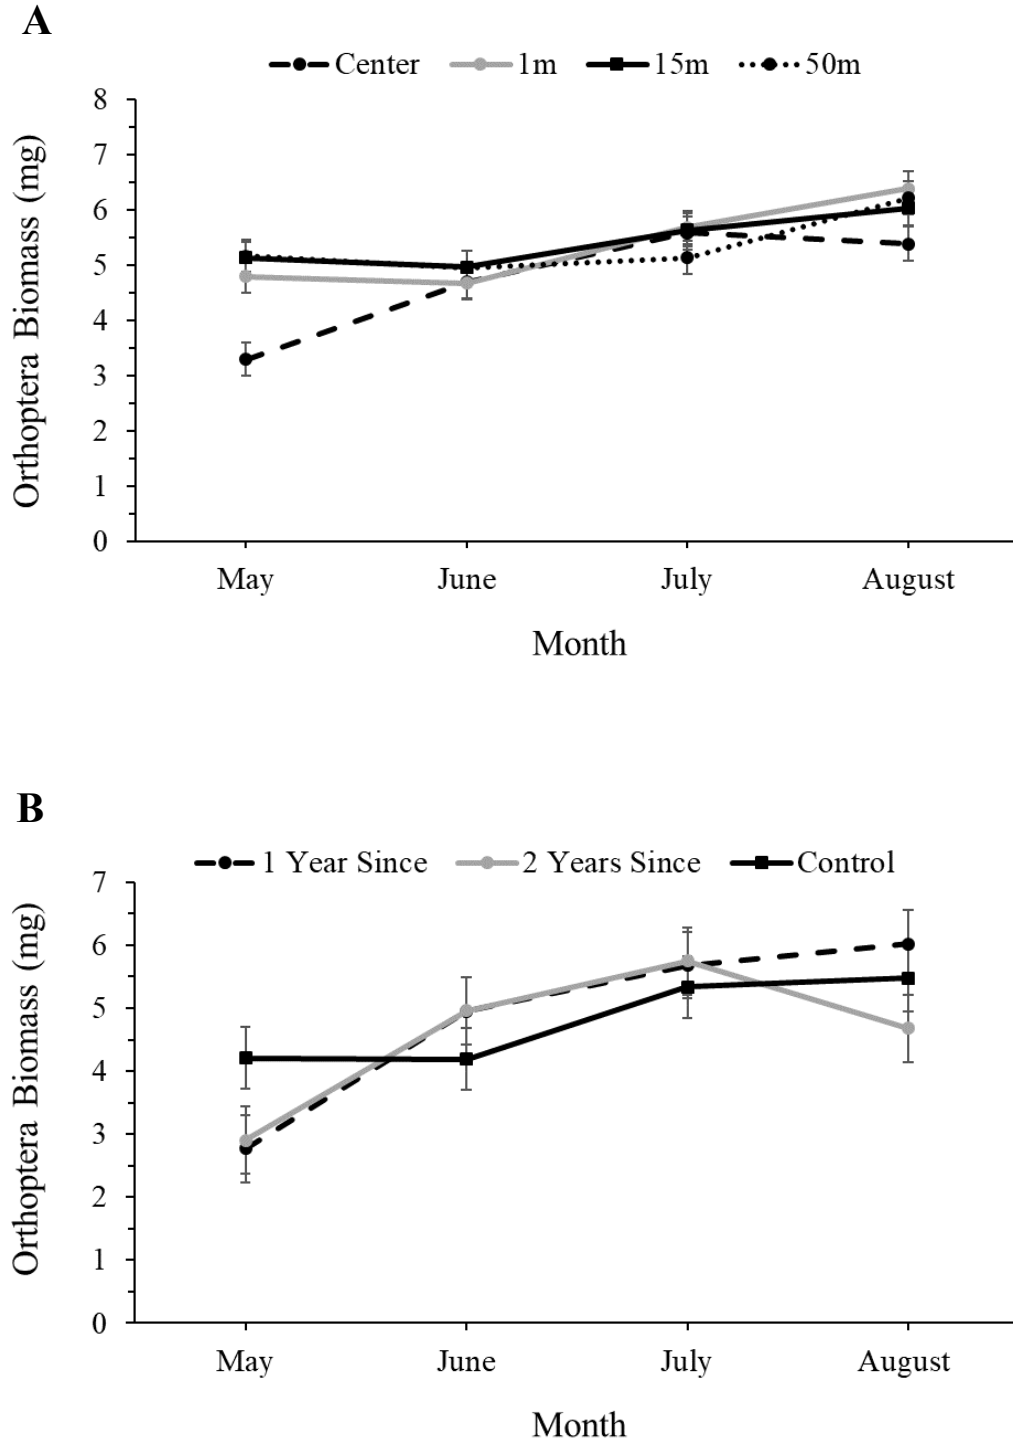 A
Center 1m 15m 50m
8
7
6
5
4
3
2
1
0
Orthoptera Biomass (mg)
May June July August
Month
B
1 Year Since 2 Years Since Control
7
6
5
4
3
2
1
0
Orthoptera Biomass (mg)
May June July August
Month